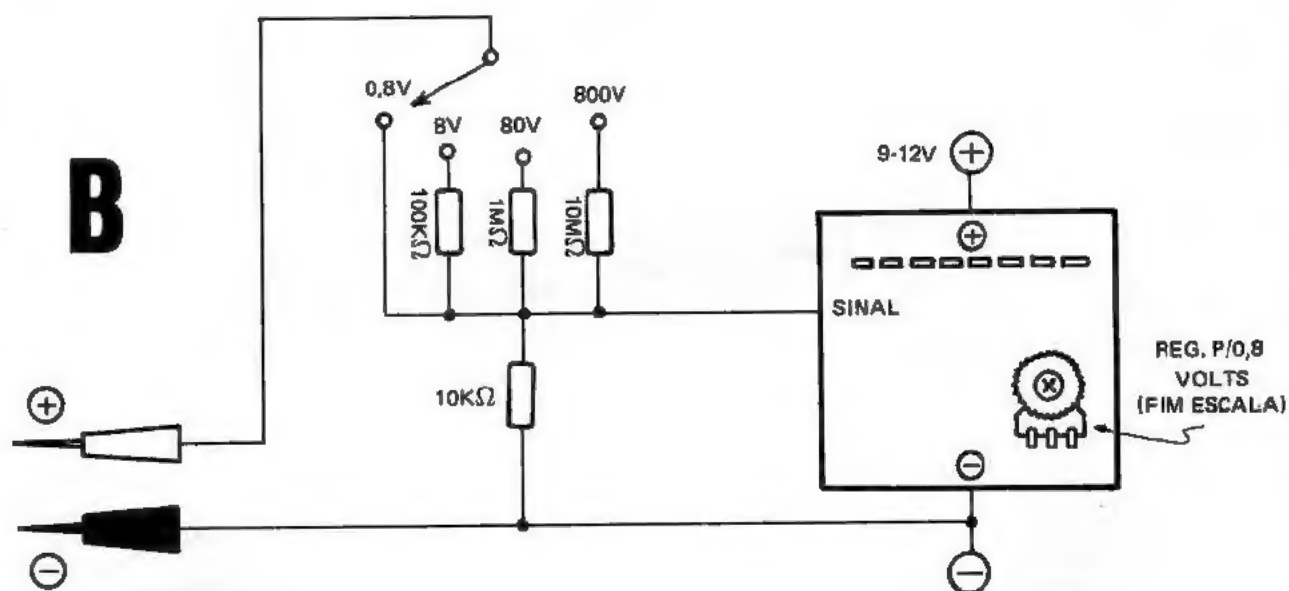 B
0,8V
8V
80V
800V
100KΩ
1MΩ
10MΩ
10KΩ
9-12V
+
+
SINAL
REG. P/0,8
VOLTS
(FIM ESCALA)
+
−
−
−